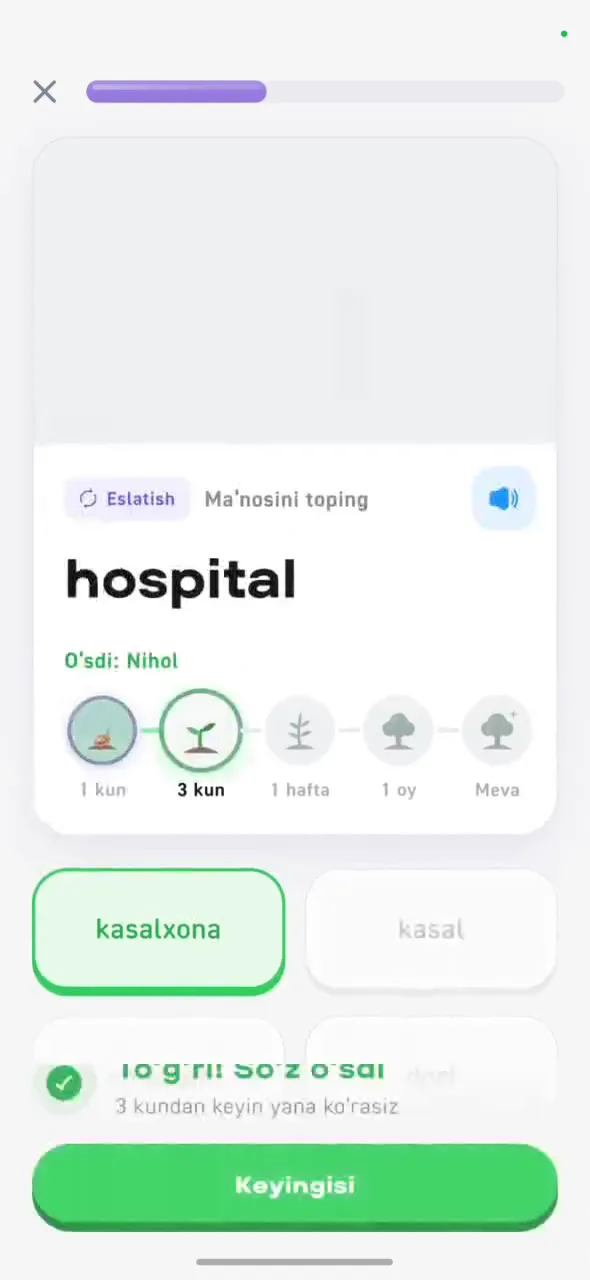 Eslatish Ma'nosini toping
hospital
O'sdi: Nihol
1 kun 3 kun 1 hafta 1 oy Meva
kasalxona kasal
To'g'ri! So'z o'sdi
3 kundan keyin yana ko'rasiz
Keyingisi